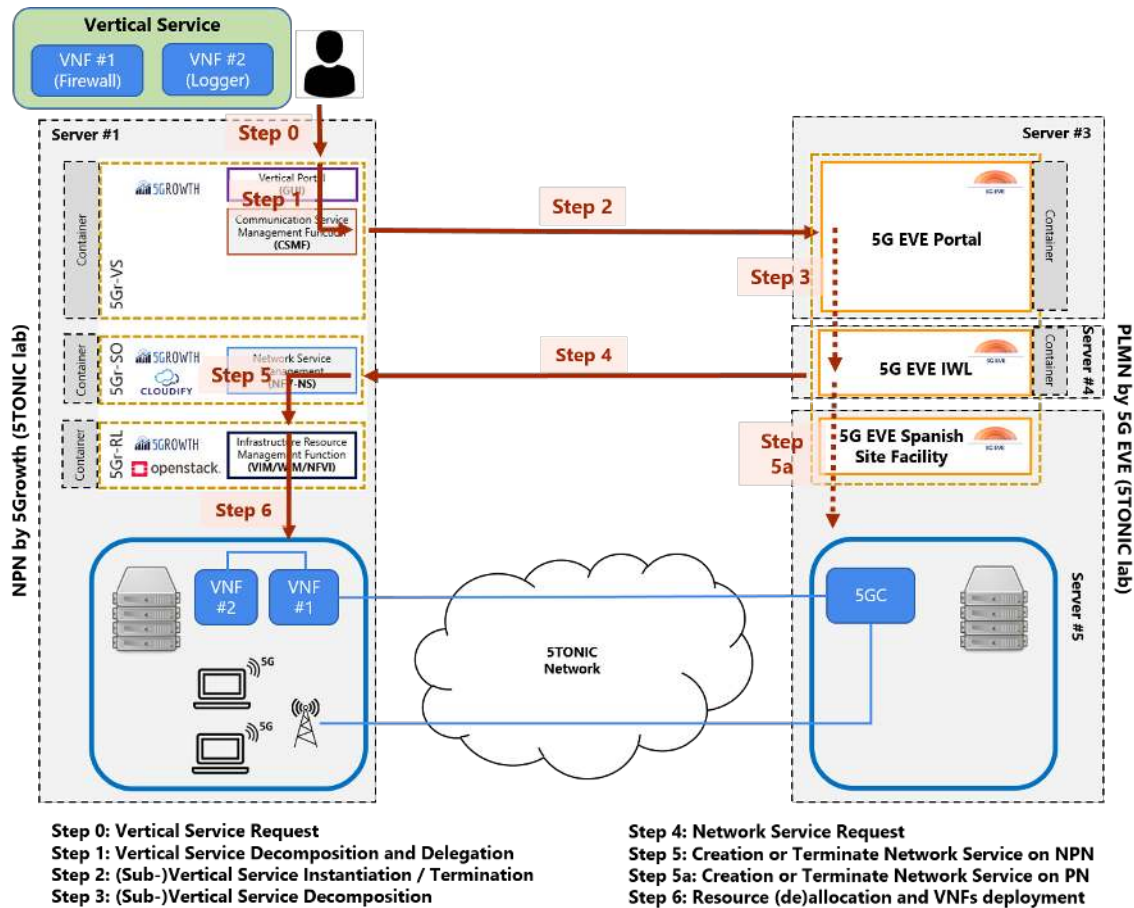 Vertical Service
VNF #1
(Firewall)
VNF #2
(Logger)
Server #1
Step 0
Server #3
Container
5Gr-VS
5GROWTH
Vertical Portal
(GUI)
Step 1
Communication Service
Management Function
(CSMF)
Step 2
5G EVE
5G EVE Portal
Container
Step 3
NPN by 5Growth (5TONIC lab)
Container
5Gr-SO
5GROWTH
CLOUDIFY
Network Service
Step 5
Step 4
5G EVE
5G EVE IWL
Container
Server #4
PLMN by 5G EVE (5TONIC lab)
Container
5Gr-RL
5GROWTH
openstack.
Infrastructure Resource
Management Function
(VIM/WIM/NFVI)
Step
5a
5G EVE Spanish
Site Facility
5G EVE
Step 6
VNF
#2
VNF
#1
5G
5G
5TONIC
Network
5GC
Server #5
Step 0: Vertical Service Request
Step 1: Vertical Service Decomposition and Delegation
Step 2: (Sub-)Vertical Service Instantiation / Termination
Step 3: (Sub-)Vertical Service Decomposition
Step 4: Network Service Request
Step 5: Creation or Terminate Network Service on NPN
Step 5a: Creation or Terminate Network Service on PN
Step 6: Resource (de)allocation and VNFs deployment